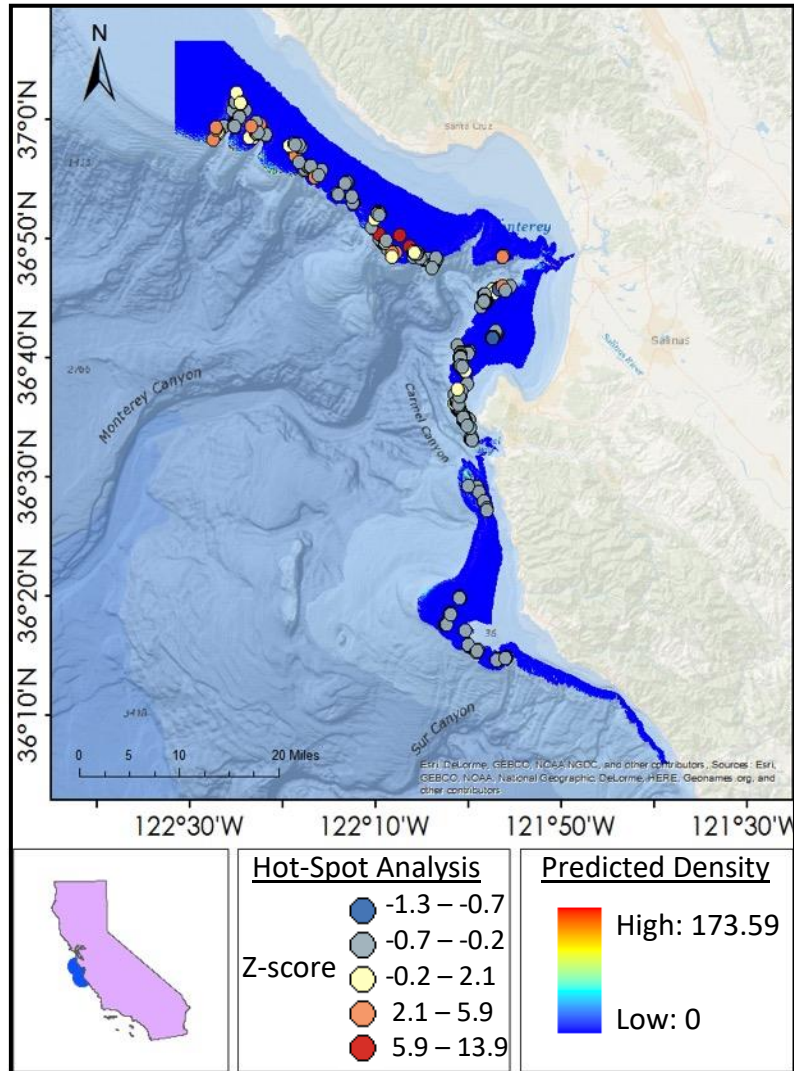 N
37°0'N
36°50'N
36°40'N
36°30'N
36°20'N
36°10'N
Santa Cruz
Monterey
Salinas
Salinas River
Monterey Canyon
Carmel Canyon
Sur Canyon
2766
36
0 5 10 20 Miles
Esri, DeLorme, GEBCO, NOAA NGDC, and other contributors, Sources: Esri,
GEBCO, NOAA, National Geographic, DeLorme, HERE, Geonames.org, and
other contributors
122°30'W 122°10'W 121°50'W 121°30'W
Hot-Spot Analysis
Z-score
-1.3 – -0.7
-0.7 – -0.2
-0.2 – 2.1
2.1 – 5.9
5.9 – 13.9
Predicted Density
High: 173.59
Low: 0